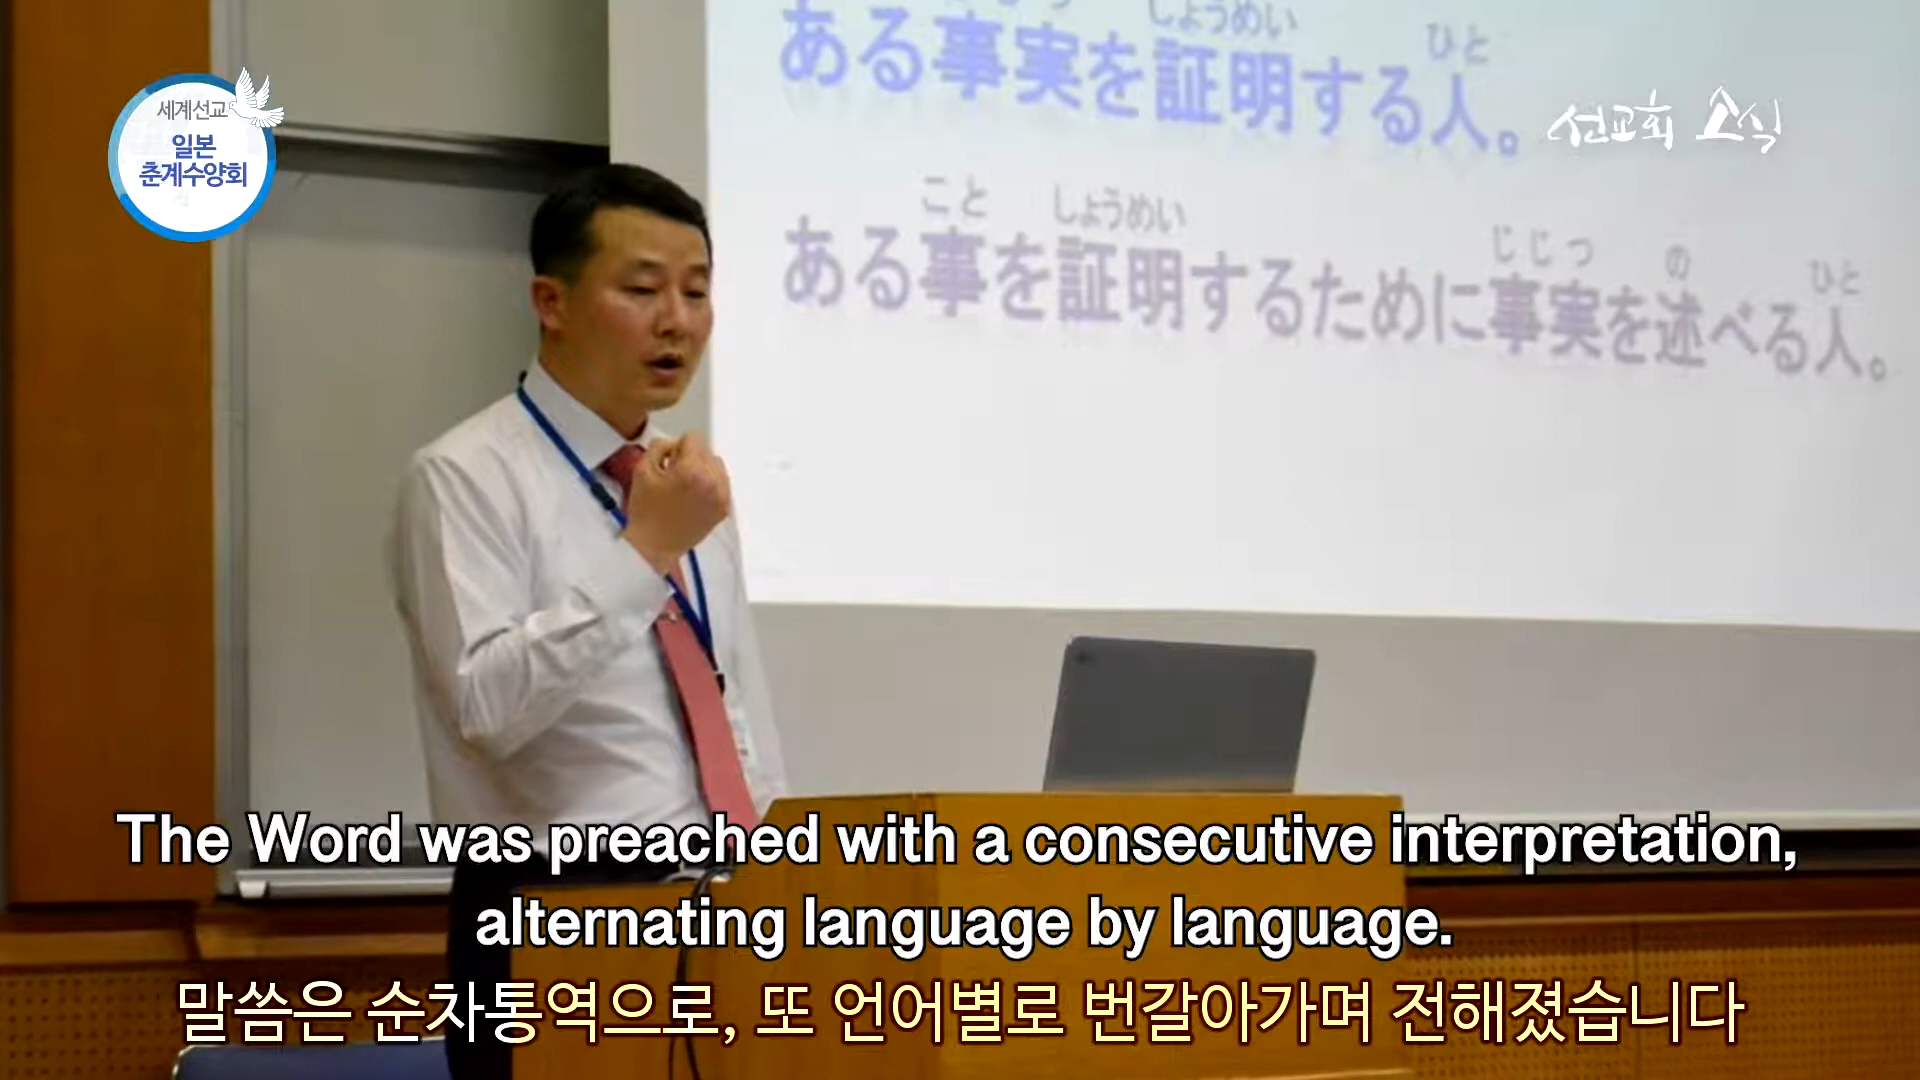 세계선교
일본
춘계수양회
선교회 소식
しょうめい ひと
ある事実を証明する人。
こと しょうめい じじつ の ひと
ある事を証明するために事実を述べる人。
The Word was preached with a consecutive interpretation,
alternating language by language.
말씀은 순차통역으로, 또 언어별로 번갈아가며 전해졌습니다